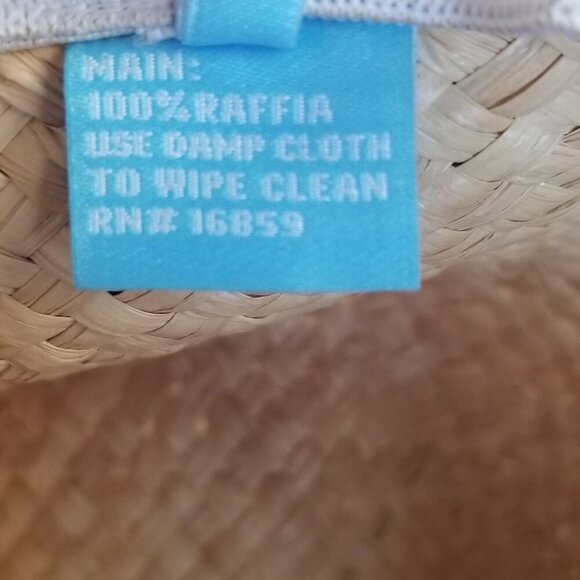 MAIN:
100% RAFFIA
USE DAMP CLOTH
TO WIPE CLEAN
RN# 16859